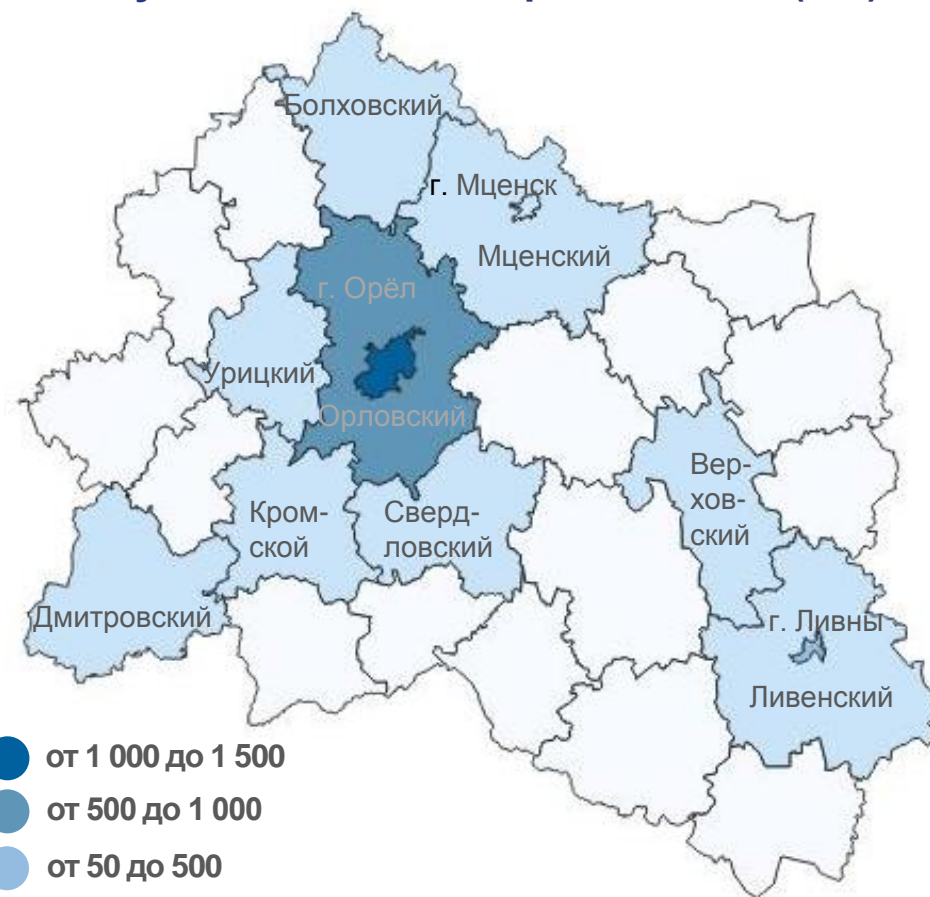 Болховский
г. Мценск
Мценский
г. Орёл
Урицкий
Орловский
Вер-
хов-
ский
Кром-
ской
Сверд-
ловский
Дмитровский
г. Ливны
Ливенский
от 1 000 до 1 500
от 500 до 1 000
от 50 до 500